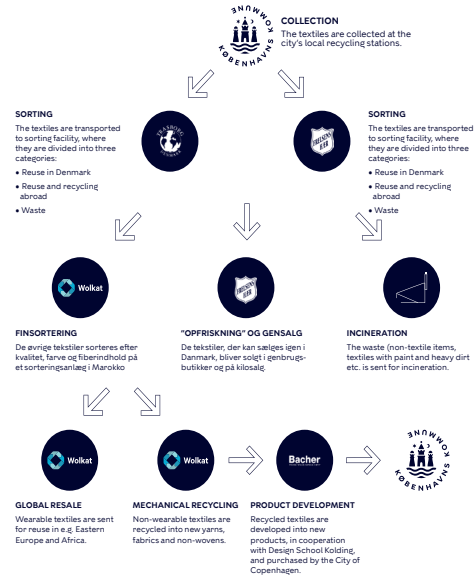 KØBENHAVNS KOMMUNE
COLLECTION
The textiles are collected at the
city's local recycling stations.
SORTING
The textiles are transported
to sorting facility, where
they are divided into three
categories:
• Reuse in Denmark
• Reuse and recycling
abroad
• Waste
TRASBORG
DENMARK
FRELSENS
HÆR
SORTING
The textiles are transported
to sorting facility, where
they are divided into three
categories:
• Reuse in Denmark
• Reuse and recycling
abroad
• Waste
Wolkat
FRELSENS
HÆR
FINSORTERING
De øvrige tekstiler sorteres efter
kvalitet, farve og fiberindhold på
et sorteringsanlæg i Marokko
"OPFRISKNING" OG GENSALG
De tekstiler, der kan sælges igen i
Danmark, bliver solgt i genbrugs-
butikker og på kilosalg.
INCINERATION
The waste (non-textile items,
textiles with paint and heavy dirt
etc. is sent for incineration.
Wolkat
Wolkat
Bacher
KØBENHAVNS KOMMUNE
GLOBAL RESALE
Wearable textiles are sent
for reuse in e.g. Eastern
Europe and Africa.
MECHANICAL RECYCLING
Non-wearable textiles are
recycled into new yarns,
fabrics and non-wovens.
PRODUCT DEVELOPMENT
Recycled textiles are
developed into new
products, in cooperation
with Design School Kolding,
and purchased by the City of
Copenhagen.